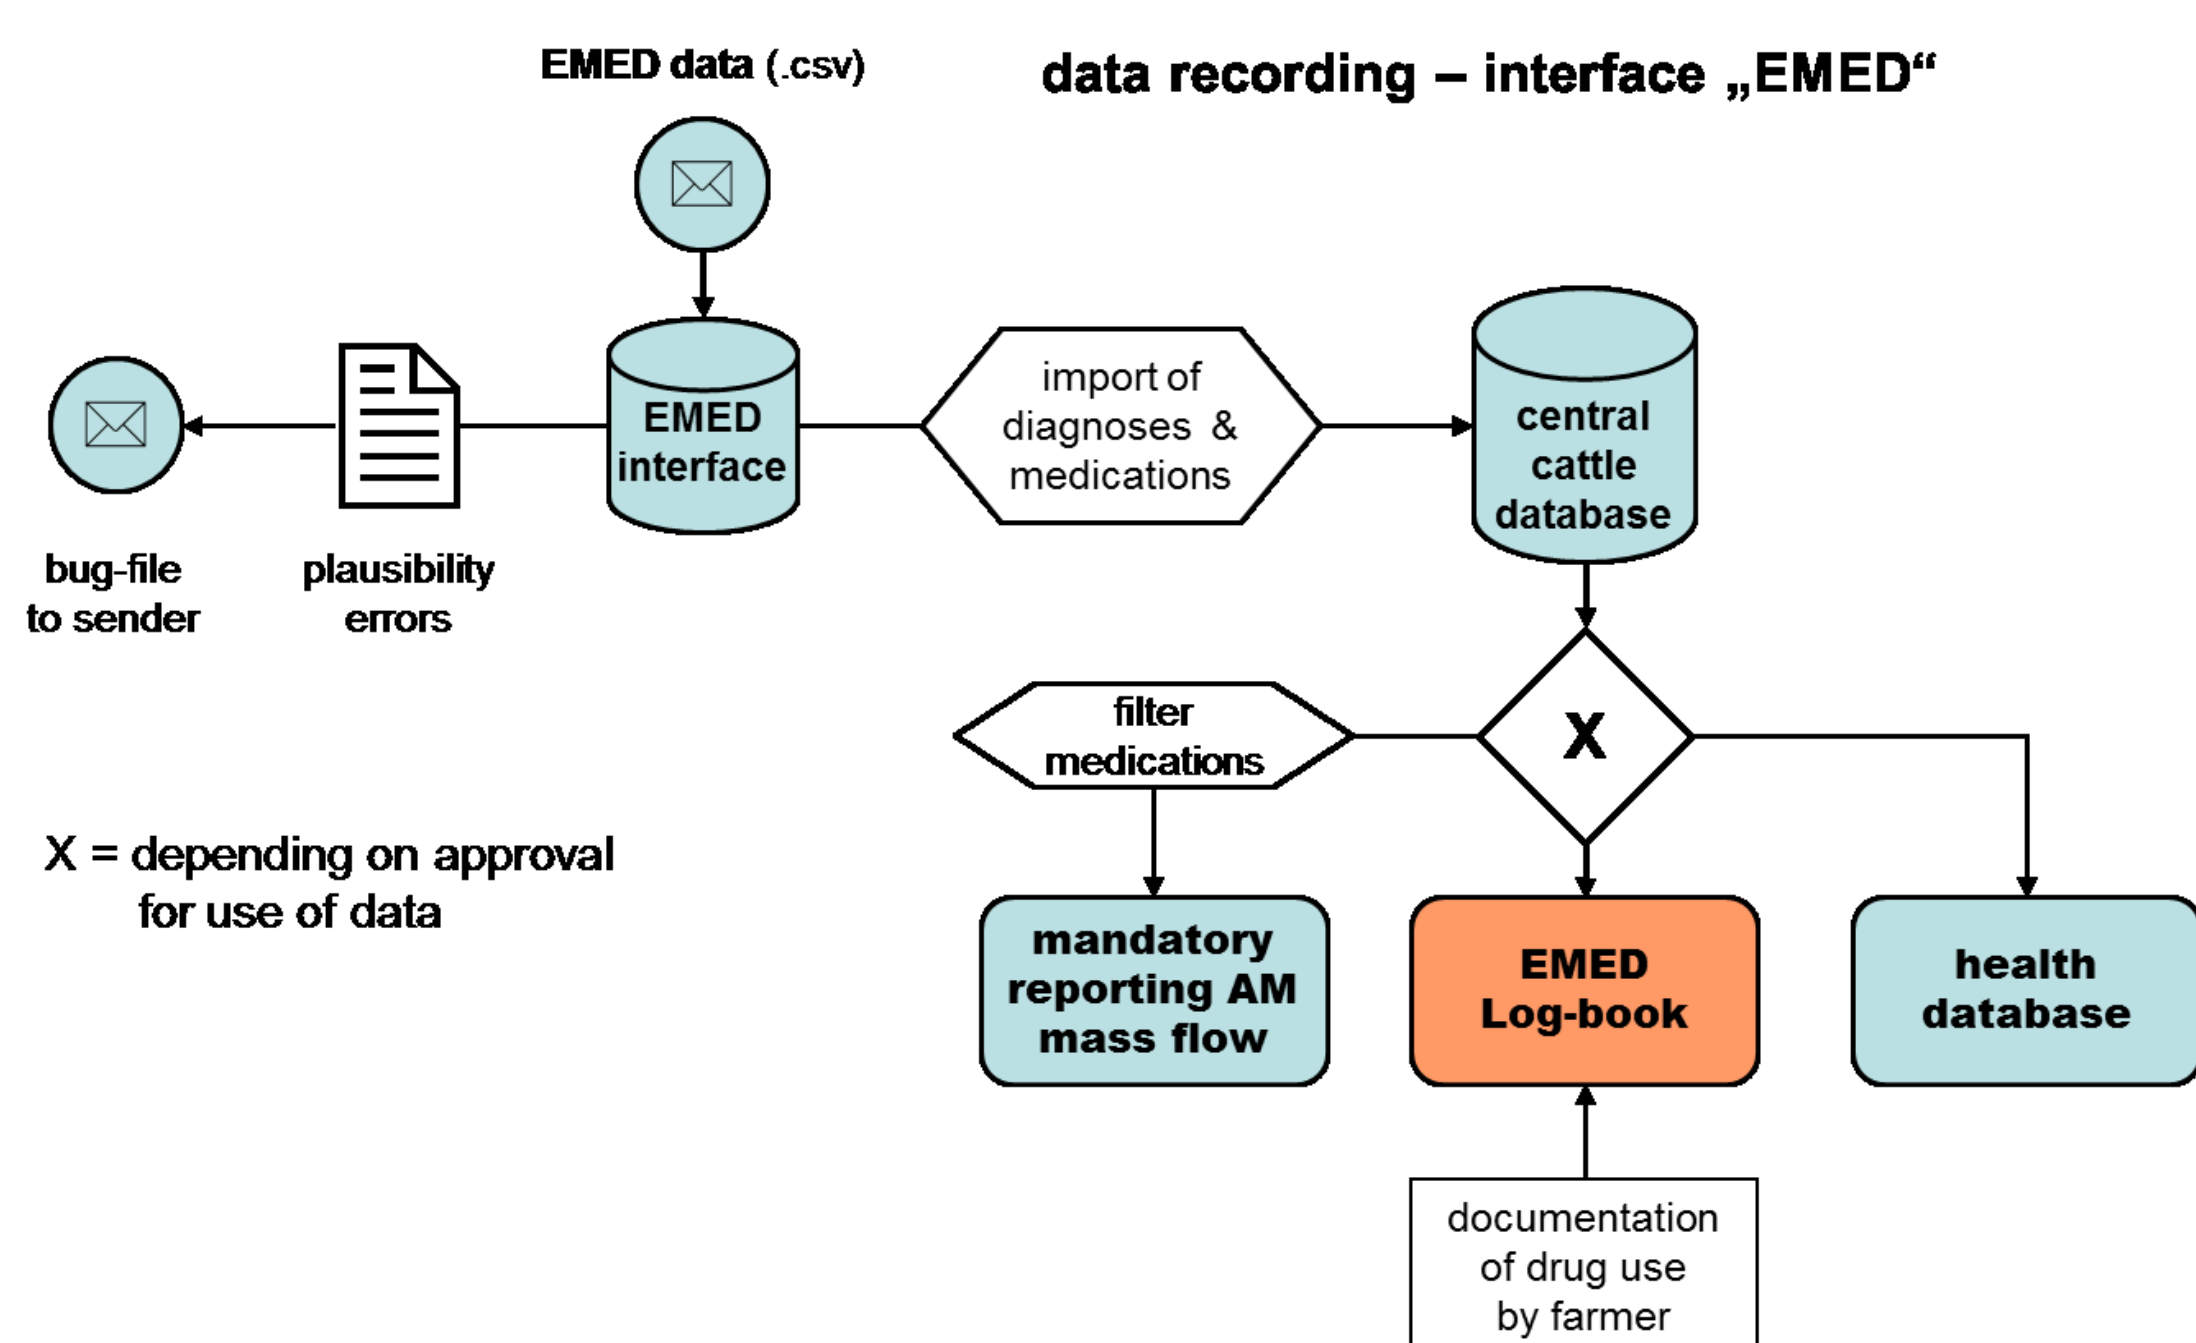 EMED data (.csv)
data recording – interface „EMED“
EMED
interface
import of
diagnoses &
medications
central
cattle
database
bug-file
to sender
plausibility
errors
filter
medications
X
X = depending on approval
for use of data
mandatory
reporting AM
mass flow
EMED
Log-book
health
database
documentation
of drug use
by farmer